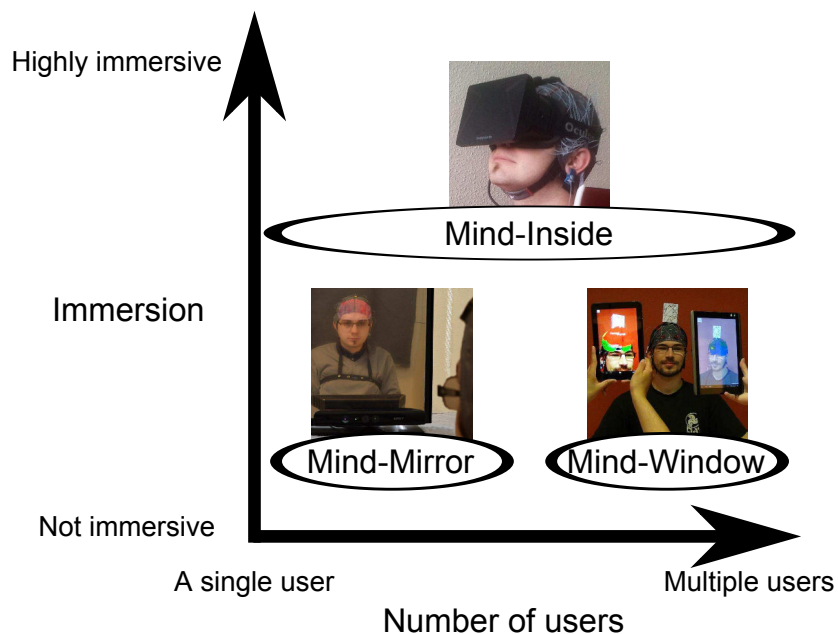 Highly immersive
Mind-Inside
Immersion
Mind-Mirror
Mind-Window
Not immersive
A single user
Multiple users
Number of users